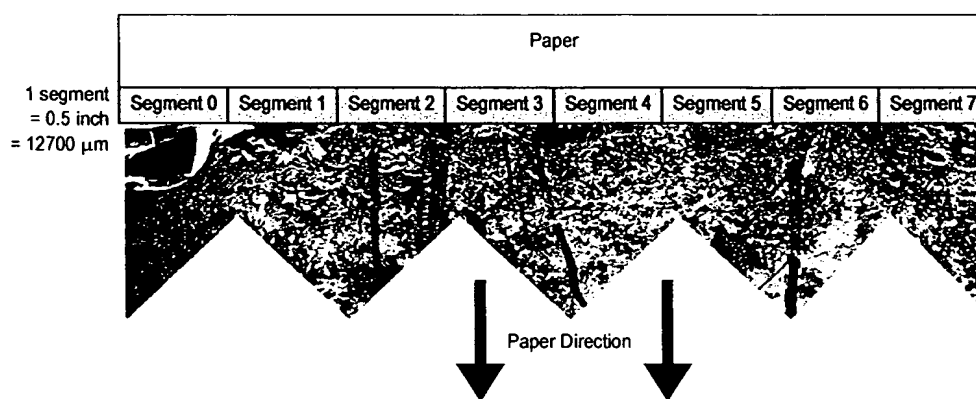 Paper
1 segment
= 0.5 inch
= 12700 µm
Segment 0 Segment 1 Segment 2 Segment 3 Segment 4 Segment 5 Segment 6 Segment 7
Paper Direction